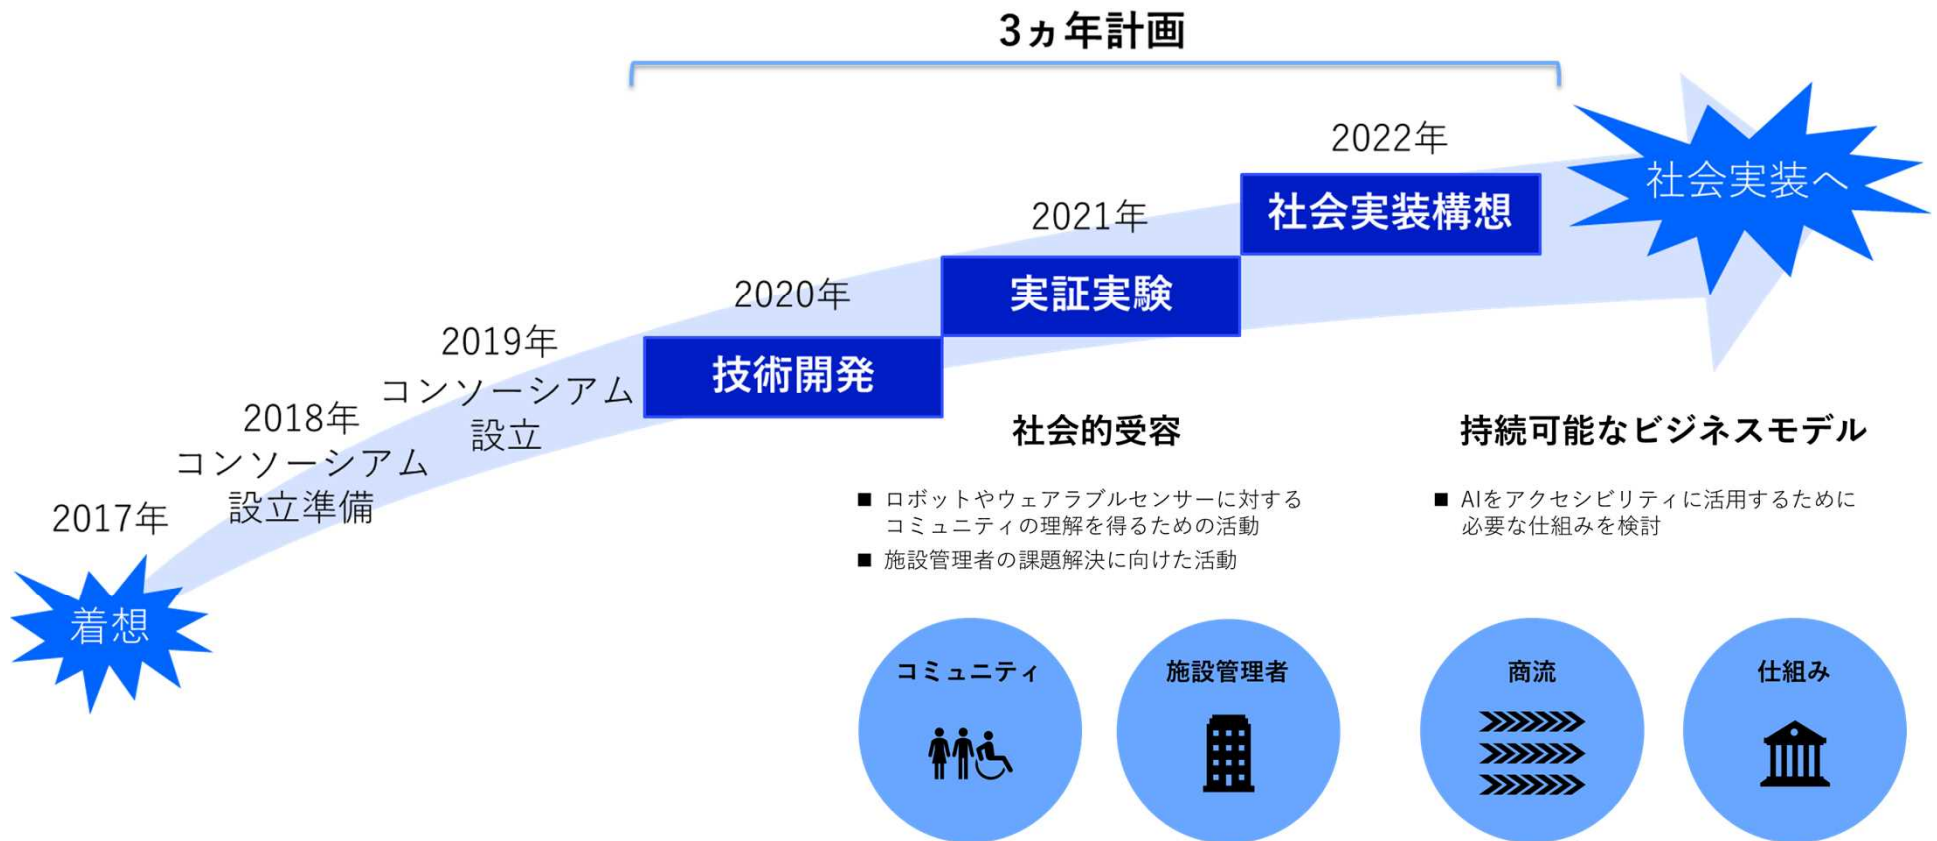 3ヵ年計画
2017年
着想
2018年
コンソーシアム
設立準備
2019年
コンソーシアム
設立
2020年
技術開発
2021年
実証実験
2022年
社会実装構想
社会実装へ
社会的受容
■ ロボットやウェアラブルセンサーに対する
コミュニティの理解を得るための活動
■ 施設管理者の課題解決に向けた活動
コミュニティ
施設管理者
持続可能なビジネスモデル
■ AIをアクセシビリティに活用するために
必要な仕組みを検討
商流
仕組み